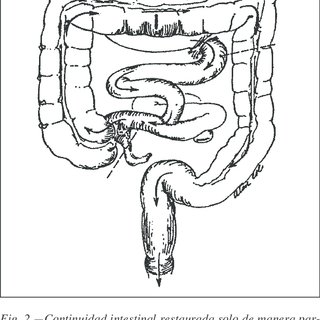 Fig. 2.—Continuidad intestinal restaurada solo de manera par-